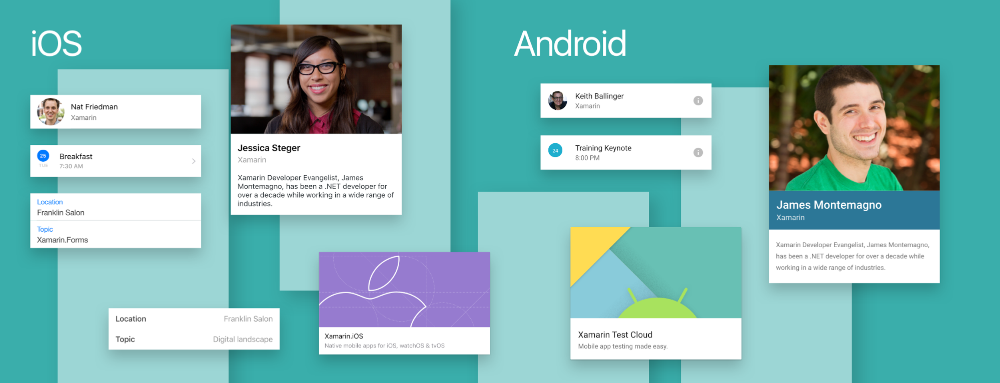 iOS
Nat Friedman
Xamarin
25
TUE
Breakfast
7:30 AM
Location
Franklin Salon
Topic
Xamarin.Forms
Location Franklin Salon
Topic Digital landscape
Jessica Steger
Xamarin
Xamarin Developer Evangelist, James
Montemagno, has been a .NET developer for
over a decade while working in a wide range of
industries.
Xamarin.iOS
Native mobile apps for iOS, watchOS & tvOS
Android
Keith Ballinger
Xamarin
24
Training Keynote
8:00 PM
Xamarin Test Cloud
Mobile app testing made easy.
James Montemagno
Xamarin
Xamarin Developer Evangelist, James Montemagno,
has been a .NET developer for over a decade while
working in a wide range of industries.